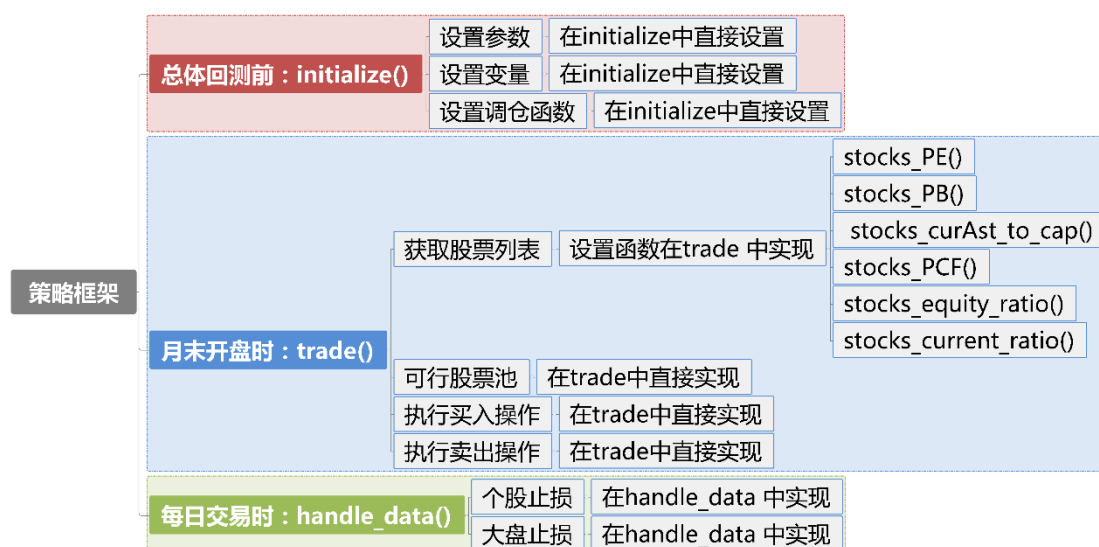 策略框架
总体回测前：initialize()
设置参数 在initialize中直接设置
设置变量 在initialize中直接设置
设置调仓函数 在initialize中直接设置
月末开盘时：trade()
获取股票列表 设置函数在trade 中实现
stocks_PE()
stocks_PB()
stocks_curAst_to_cap()
stocks_PCF()
stocks_equity_ratio()
stocks_current_ratio()
可行股票池 在trade中直接实现
执行买入操作 在trade中直接实现
执行卖出操作 在trade中直接实现
每日交易时：handle_data()
个股止损 在handle_data 中实现
大盘止损 在handle_data 中实现